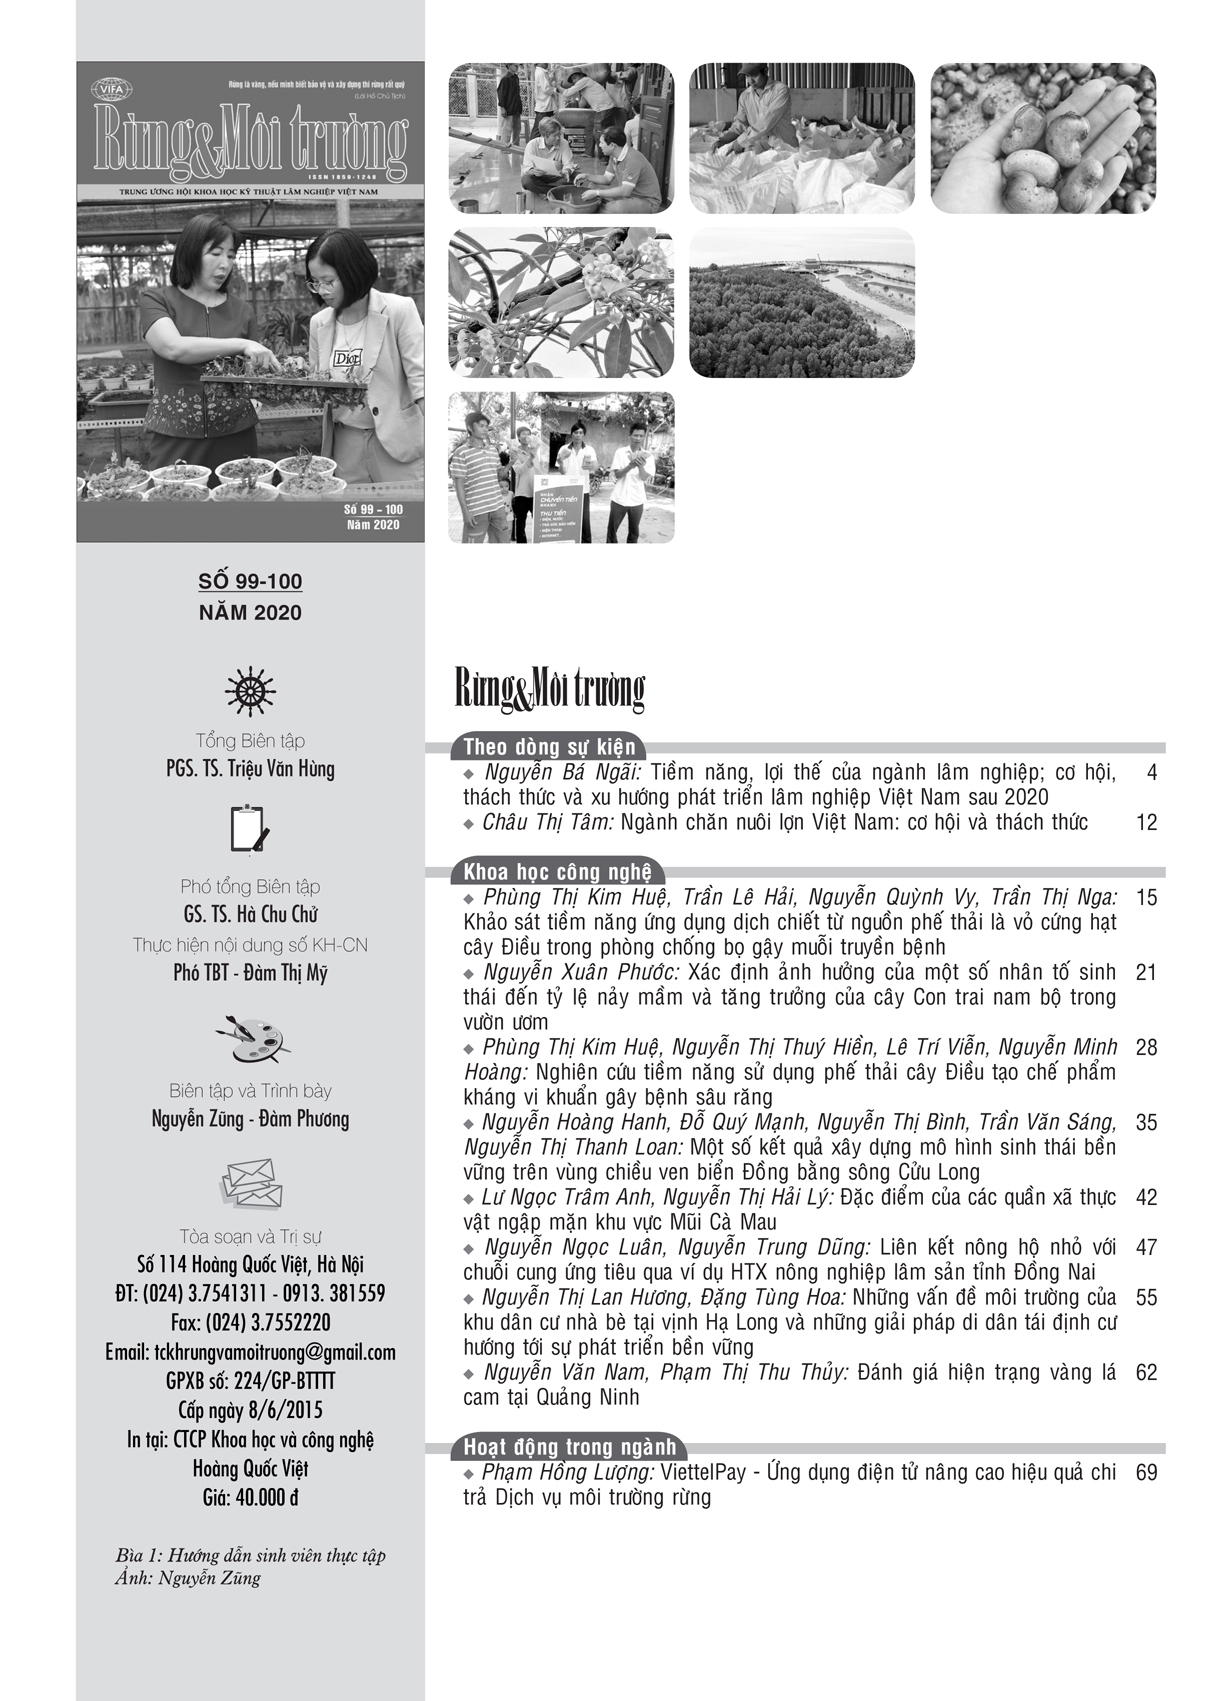 VIFA
Rừng là vàng, nếu mình biết bảo vệ và xây dựng thì rừng rất quý
(Lời Hồ Chủ Tịch)
Rừng&Môi trường
ISSN 1859-1248
TRUNG ƯƠNG HỘI KHOA HỌC KỸ THUẬT LÂM NGHIỆP VIỆT NAM
Dior
Số 99 – 100
Năm 2020
SỐ 99-100
NĂM 2020
Tổng Biên tập
PGS. TS. Triệu Văn Hùng
Phó tổng Biên tập
GS. TS. Hà Chu Chử
Thực hiện nội dung số KH-CN
Phó TBT - Đàm Thị Mỹ
Biên tập và Trình bày
Nguyễn Zũng - Đàm Phương
Tòa soạn và Trị sự
Số 114 Hoàng Quốc Việt, Hà Nội
ĐT: (024) 3.7541311 - 0913. 381559
Fax: (024) 3.7552220
Email: tckhrungvamoitruong@gmail.com
GPXB số: 224/GP-BTTTT
Cấp ngày 8/6/2015
In tại: CTCP Khoa học và công nghệ
Hoàng Quốc Việt
Giá: 40.000 đ
Bìa 1: Hướng dẫn sinh viên thực tập
Ảnh: Nguyễn Zũng
NHẬN
CHUYỂN TIỀN
NHANH
THU TIỀN
• ĐIỆN, NƯỚC
• TRẢ GÓP, BẢO HIỂM
• ĐIỆN THOẠI
• INTERNET...
Rừng&Môi trường
Theo dòng sự kiện
◆ Nguyễn Bá Ngãi: Tiềm năng, lợi thế của ngành lâm nghiệp; cơ hội, 4
thách thức và xu hướng phát triển lâm nghiệp Việt Nam sau 2020
◆ Châu Thị Tâm: Ngành chăn nuôi lợn Việt Nam: cơ hội và thách thức 12
Khoa học công nghệ
◆ Phùng Thị Kim Huệ, Trần Lê Hải, Nguyễn Quỳnh Vy, Trần Thị Nga: 15
Khảo sát tiềm năng ứng dụng dịch chiết từ nguồn phế thải là vỏ cứng hạt
cây Điều trong phòng chống bọ gậy muỗi truyền bệnh
◆ Nguyễn Xuân Phước: Xác định ảnh hưởng của một số nhân tố sinh 21
thái đến tỷ lệ nảy mầm và tăng trưởng của cây Con trai nam bộ trong
vườn ươm
◆ Phùng Thị Kim Huệ, Nguyễn Thị Thuý Hiền, Lê Trí Viễn, Nguyễn Minh 28
Hoàng: Nghiên cứu tiềm năng sử dụng phế thải cây Điều tạo chế phẩm
kháng vi khuẩn gây bệnh sâu răng
◆ Nguyễn Hoàng Hanh, Đỗ Quý Mạnh, Nguyễn Thị Bình, Trần Văn Sáng, 35
Nguyễn Thị Thanh Loan: Một số kết quả xây dựng mô hình sinh thái bền
vững trên vùng chiều ven biển Đồng bằng sông Cửu Long
◆ Lư Ngọc Trâm Anh, Nguyễn Thị Hải Lý: Đặc điểm của các quần xã thực 42
vật ngập mặn khu vực Mũi Cà Mau
◆ Nguyễn Ngọc Luân, Nguyễn Trung Dũng: Liên kết nông hộ nhỏ với 47
chuỗi cung ứng tiêu qua ví dụ HTX nông nghiệp lâm sản tỉnh Đồng Nai
◆ Nguyễn Thị Lan Hương, Đặng Tùng Hoa: Những vấn đề môi trường của 55
khu dân cư nhà bè tại vịnh Hạ Long và những giải pháp di dân tái định cư
hướng tới sự phát triển bền vững
◆ Nguyễn Văn Nam, Phạm Thị Thu Thủy: Đánh giá hiện trạng vàng lá 62
cam tại Quảng Ninh
Hoạt động trong ngành
◆ Phạm Hồng Lượng: ViettelPay - Ứng dụng điện tử nâng cao hiệu quả chi 69
trả Dịch vụ môi trường rừng